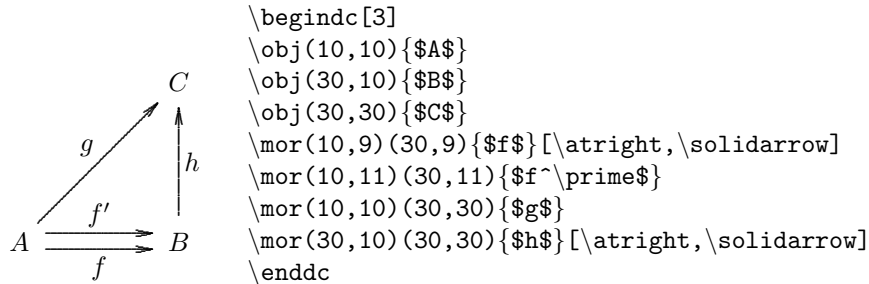 C
g
h
f′
A B
f
\begindc[3]
\obj(10,10){$A$}
\obj(30,10){$B$}
\obj(30,30){$C$}
\mor(10,9)(30,9){$f$}[\atright,\solidarrow]
\mor(10,11)(30,11){$f^\prime$}
\mor(10,10)(30,30){$g$}
\mor(30,10)(30,30){$h$}[\atright,\solidarrow]
\enddc